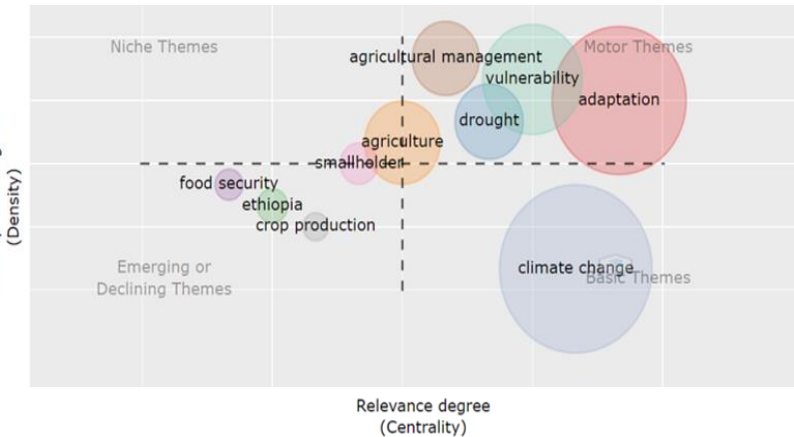 Niche Themes
Motor Themes
agricultural management
vulnerability
adaptation
drought
agriculture
smallholder
food security
ethiopia
crop production
Emerging or
Declining Themes
climate change
Basic Themes
(Density)
Relevance degree
(Centrality)